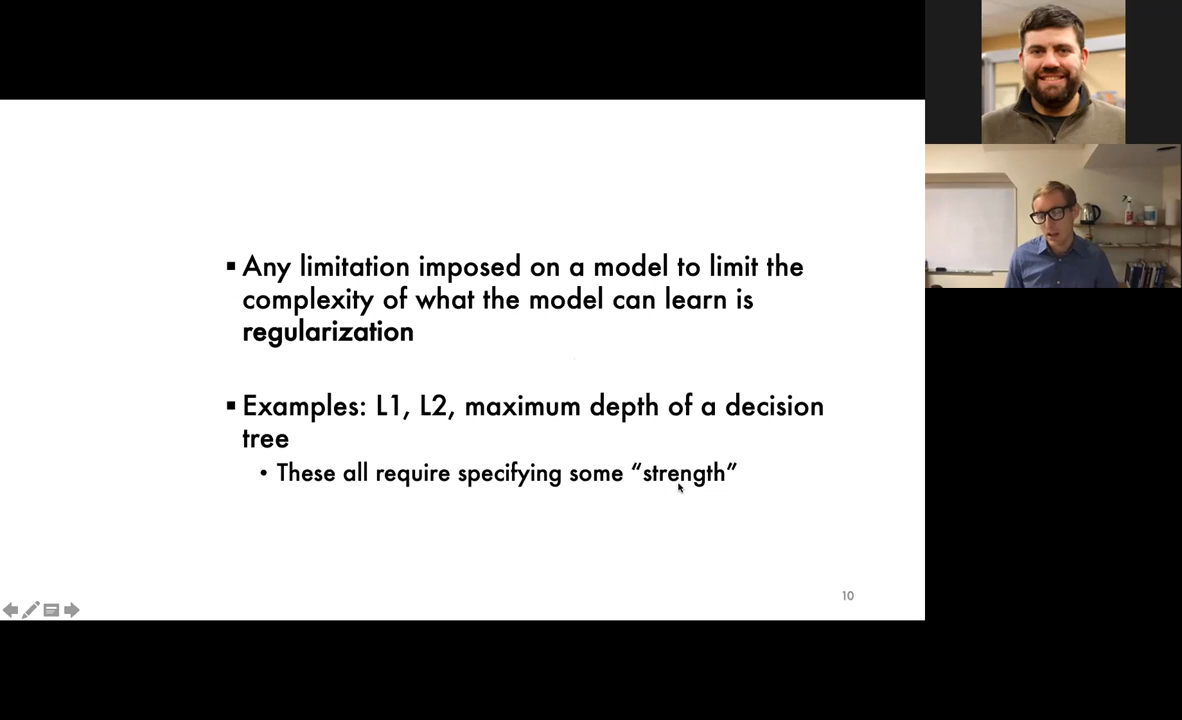 ▪ Any limitation imposed on a model to limit the
complexity of what the model can learn is
regularization
▪ Examples: L1, L2, maximum depth of a decision
tree
• These all require specifying some “strength”
10